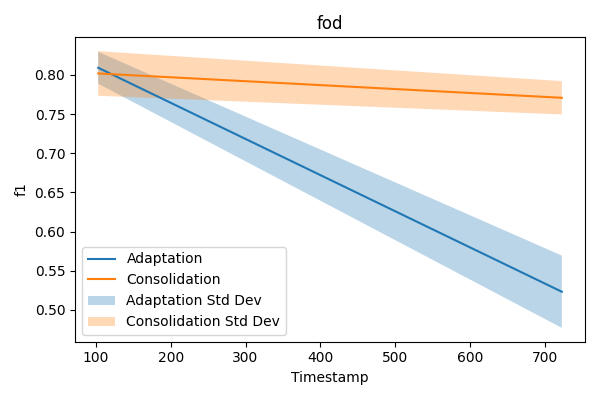 fod
f1
0.80
0.75
0.70
0.65
0.60
0.55
0.50
Adaptation
Consolidation
Adaptation Std Dev
Consolidation Std Dev
100 200 300 400 500 600 700
Timestamp